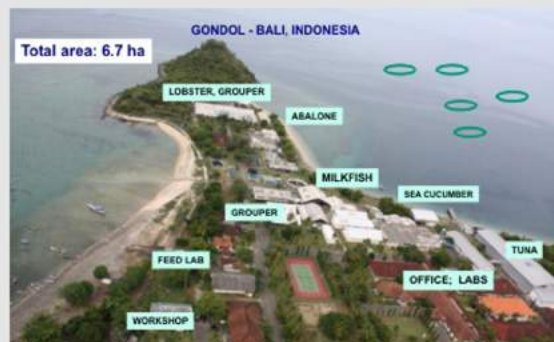 GONDOL - BALI, INDONESIA
Total area: 6.7 ha
LOBSTER, GROUPER
ABALONE
MILKFISH
SEA CUCUMBER
GROUPER
TUNA
FEED LAB
OFFICE; LABS
WORKSHOP